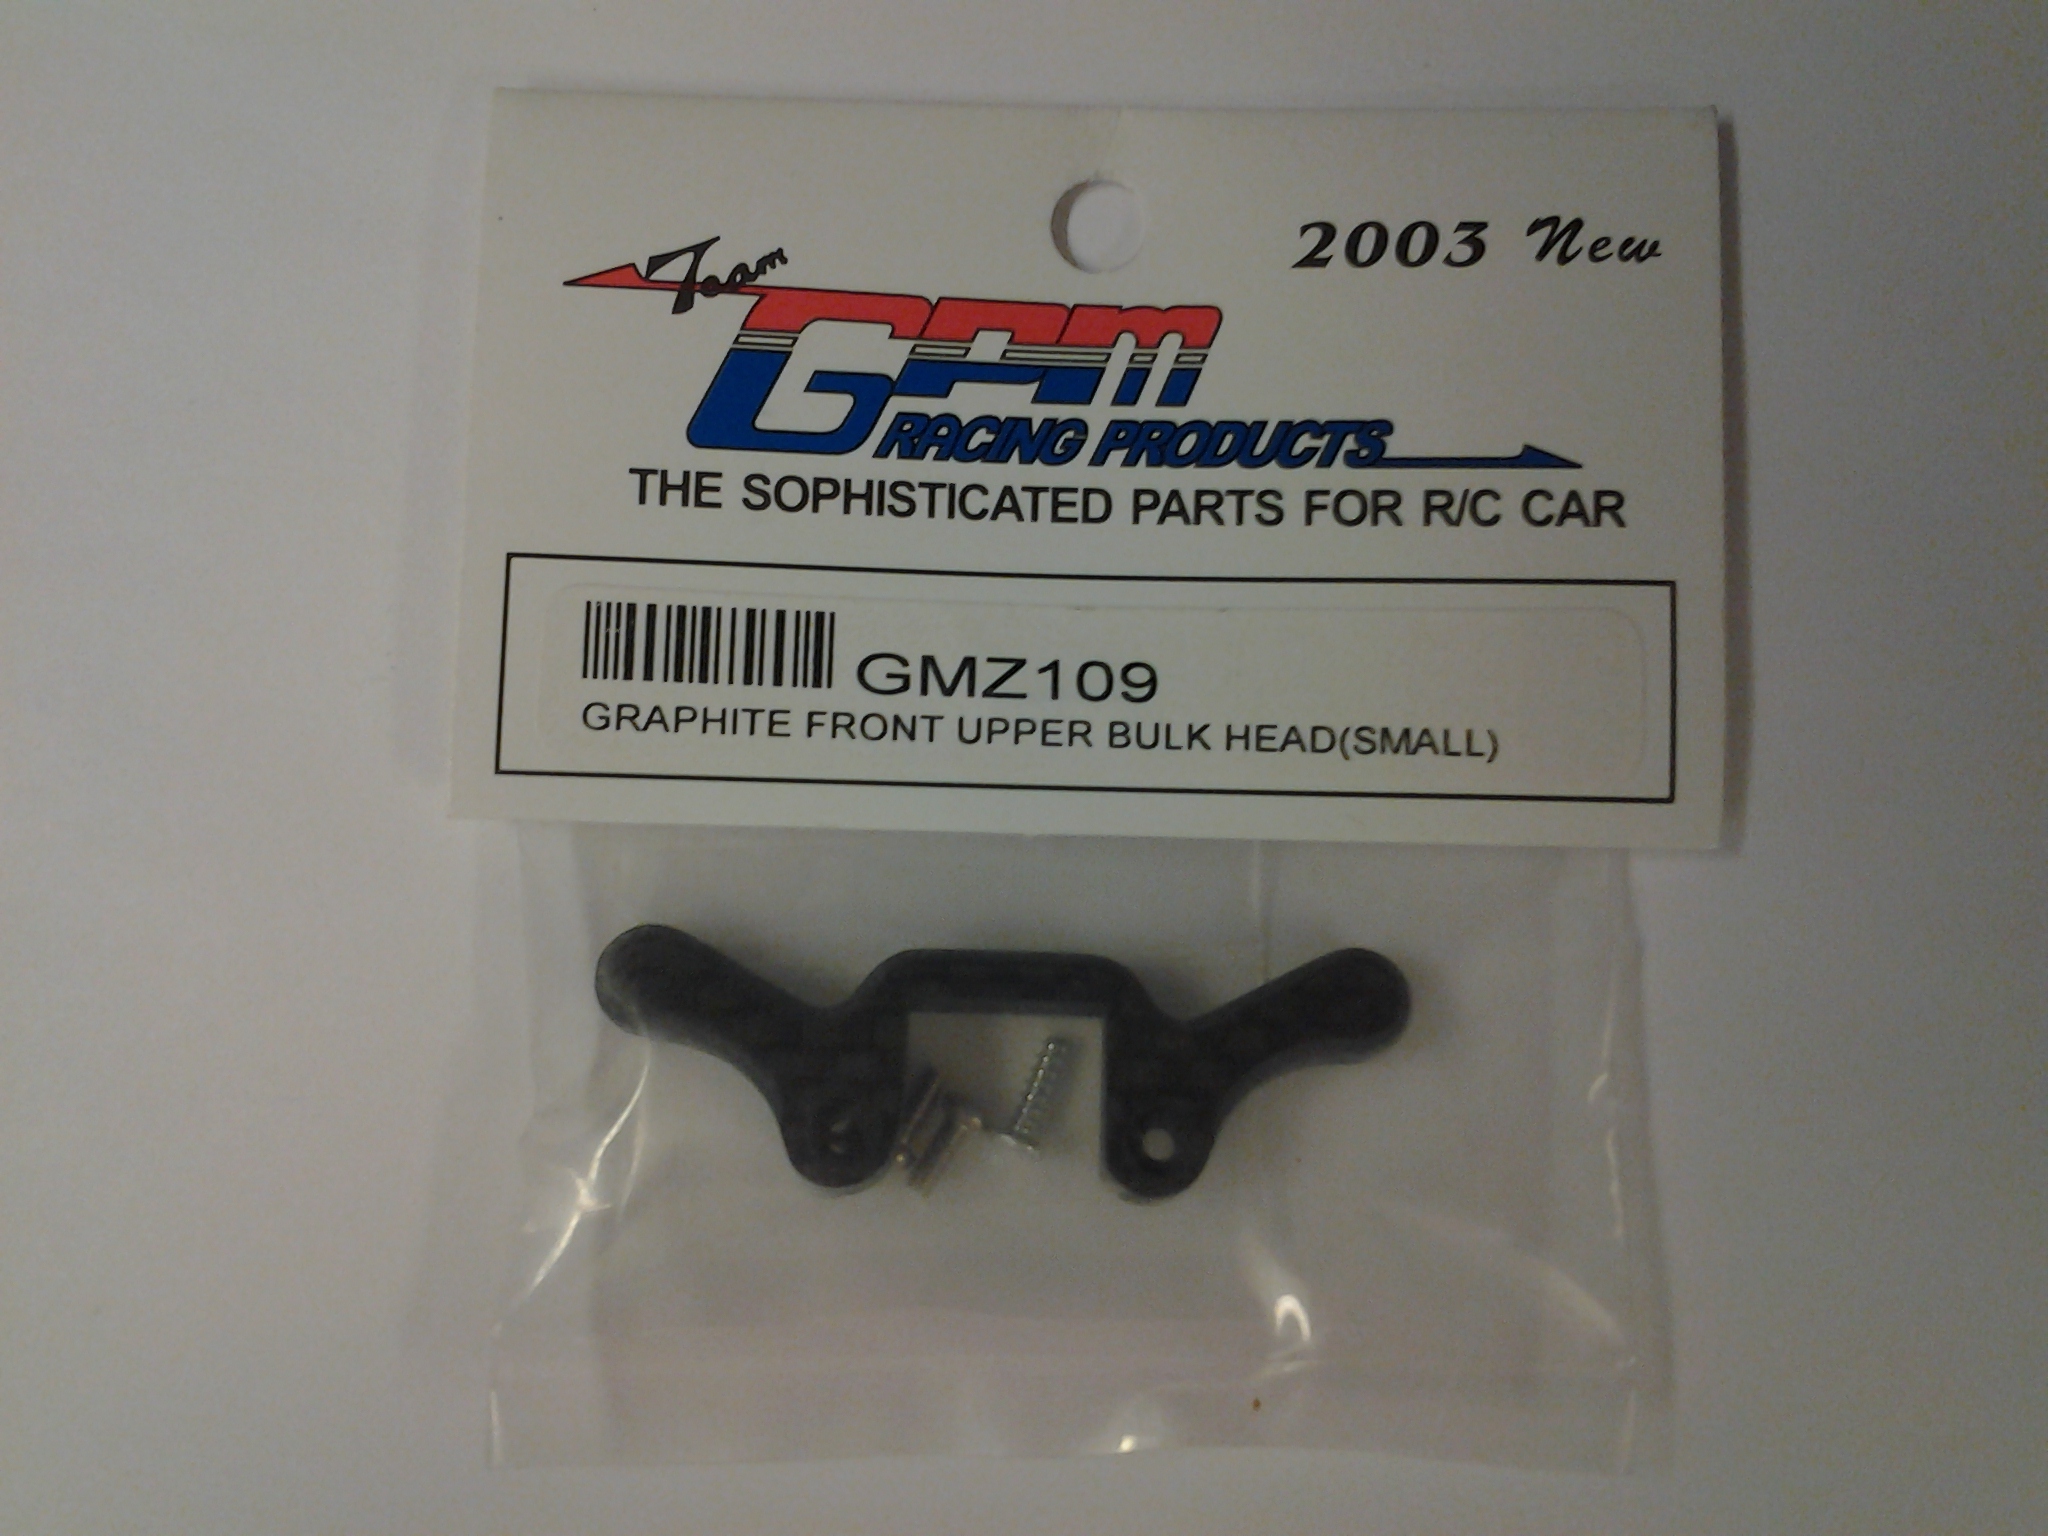 2003 New
Team
GPM
RACING PRODUCTS
THE SOPHISTICATED PARTS FOR R/C CAR
GMZ109
GRAPHITE FRONT UPPER BULK HEAD(SMALL)